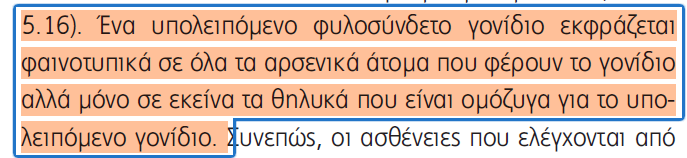 5.16). Ένα υπολειπόμενο φυλοσύνδετο γονίδιο εκφράζεται
φαινοτυπικά σε όλα τα αρσενικά άτομα που φέρουν το γονίδιο
αλλά μόνο σε εκείνα τα θηλυκά που είναι ομόζυγα για το υπο-
λειπόμενο γονίδιο. Συνεπώς, οι ασθένειες που ελέγχονται από